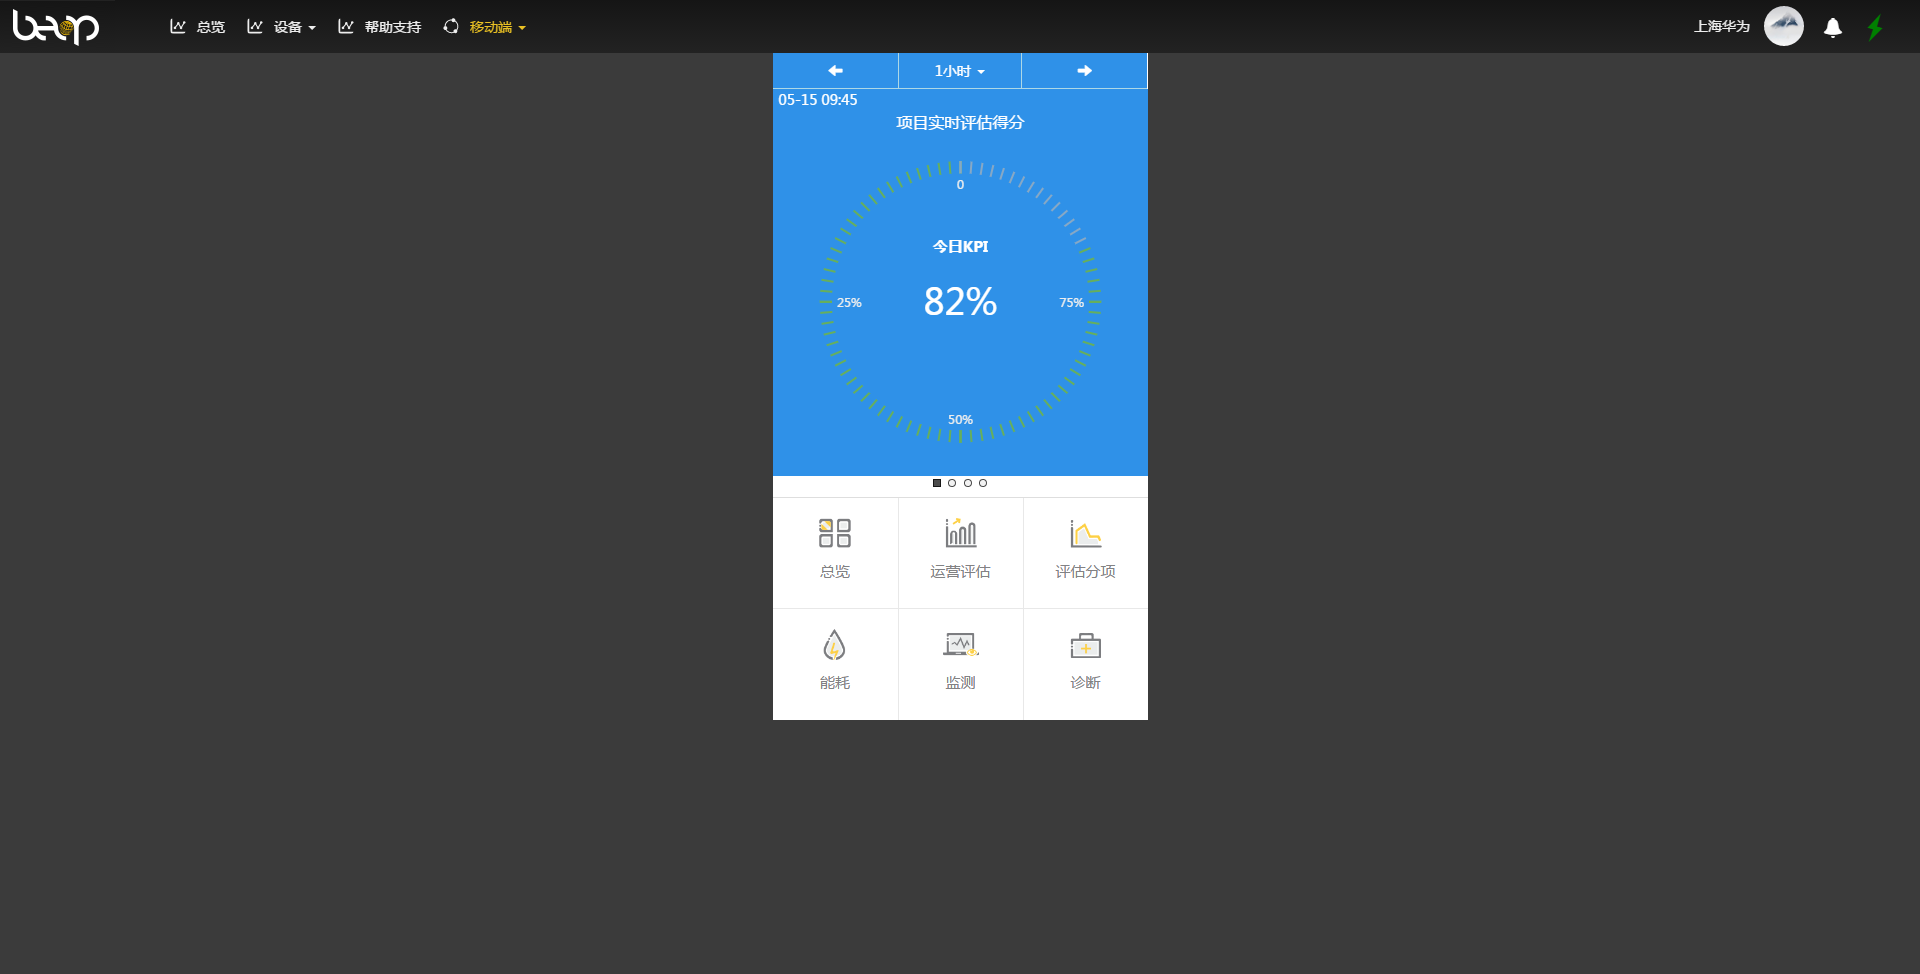 beop 总览 设备 帮助支持 移动端 上海华为
1小时
05-15 09:45
项目实时评估得分
0
今日KPI
25% 82% 75%
50%
总览 运营评估 评估分项
能耗 监测 诊断